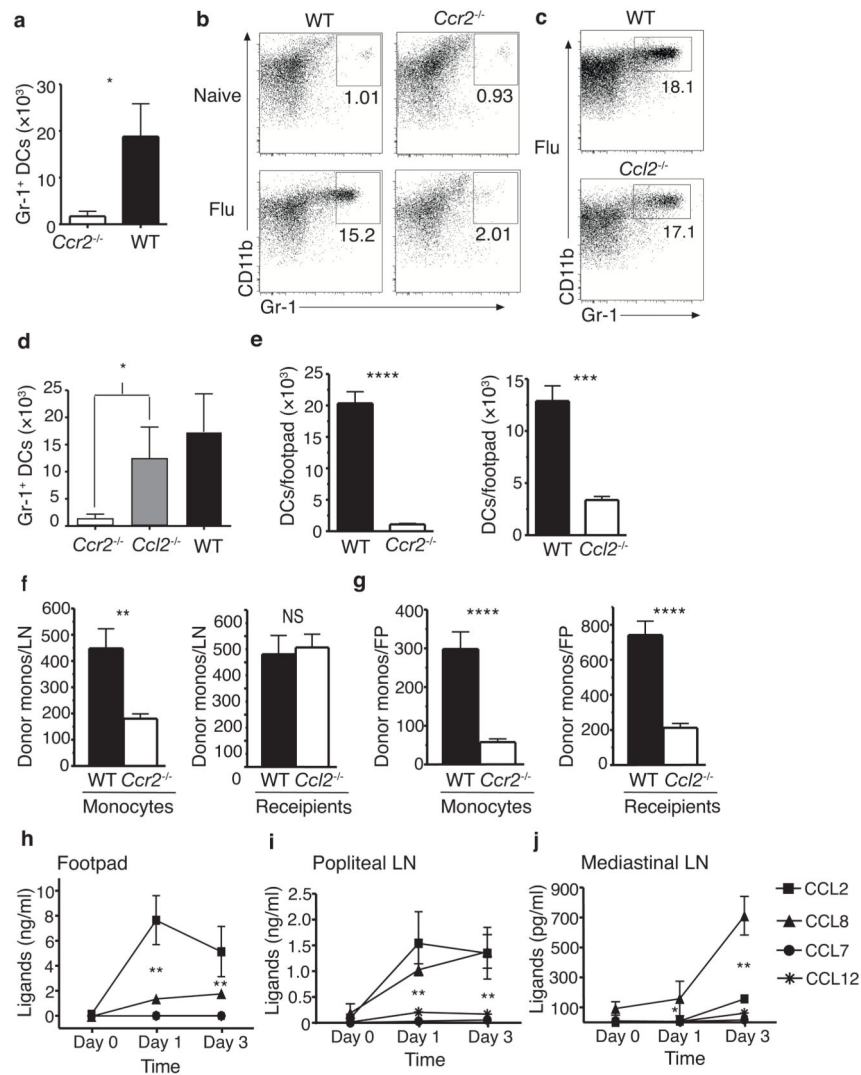 a
*
Gr-1⁺ DCs (×10³)
30
20
10
0
Ccr2⁻/⁻
WT
b
WT
Ccr2⁻/⁻
Naive
1.01
0.93
Flu
15.2
2.01
CD11b
Gr-1
c
WT
18.1
Flu
Ccl2⁻/⁻
17.1
CD11b
Gr-1
d
*
Gr-1⁺ DCs (×10³)
25
20
15
10
5
0
Ccr2⁻/⁻ Ccl2⁻/⁻ WT
e
****
DCs/footpad (×10³)
25
20
15
10
5
0
WT Ccr2⁻/⁻
***
DCs/footpad (×10³)
15
10
5
0
WT Ccl2⁻/⁻
f
**
Donor monos/LN
600
500
400
300
200
100
0
WT Ccr2⁻/⁻
Monocytes
NS
Donor monos/LN
600
500
400
300
200
100
0
WT Ccl2⁻/⁻
Receipients
g
****
Donor monos/FP
400
300
200
100
0
WT Ccr2⁻/⁻
Monocytes
****
Donor monos/FP
800
600
400
200
0
WT Ccl2⁻/⁻
Receipients
h
Footpad
Ligands (ng/ml)
10
8
6
4
2
0
**
**
Day 0 Day 1 Day 3
Time
i
Popliteal LN
Ligands (ng/ml)
2.5
2.0
1.5
1.0
0.5
0
**
**
Day 0 Day 1 Day 3
Time
j
Mediastinal LN
Ligands (pg/ml)
900
700
500
300
100
*
**
Day 0 Day 1 Day 3
Time
CCL2
CCL8
CCL7
CCL12